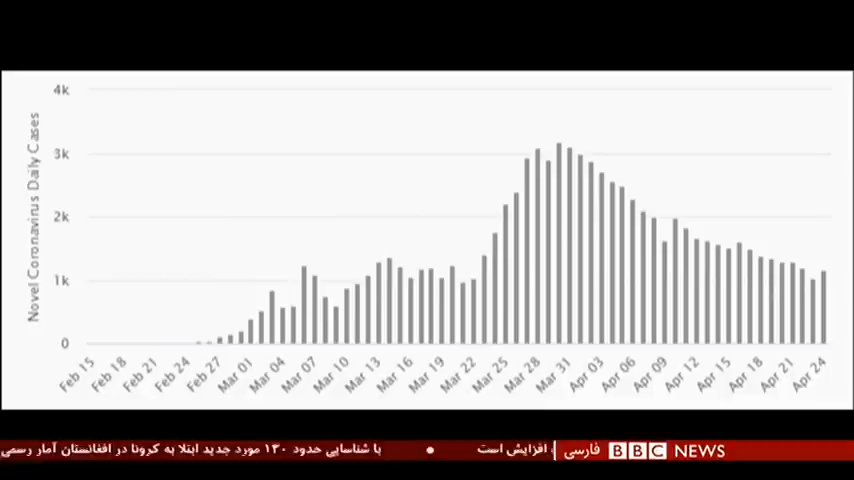 4k
3k
2k
1k
0
Novel Coronavirus Daily Cases
Feb 15
Feb 18
Feb 21
Feb 24
Feb 27
Mar 01
Mar 04
Mar 07
Mar 10
Mar 13
Mar 16
Mar 19
Mar 22
Mar 25
Mar 28
Mar 31
Apr 03
Apr 06
Apr 09
Apr 12
Apr 15
Apr 18
Apr 21
Apr 24
افزایش است • با شناسایی حدود ۱۳۰ مورد جدید ابتلا به کرونا در افغانستان آمار رسمی
فارسی BBC NEWS